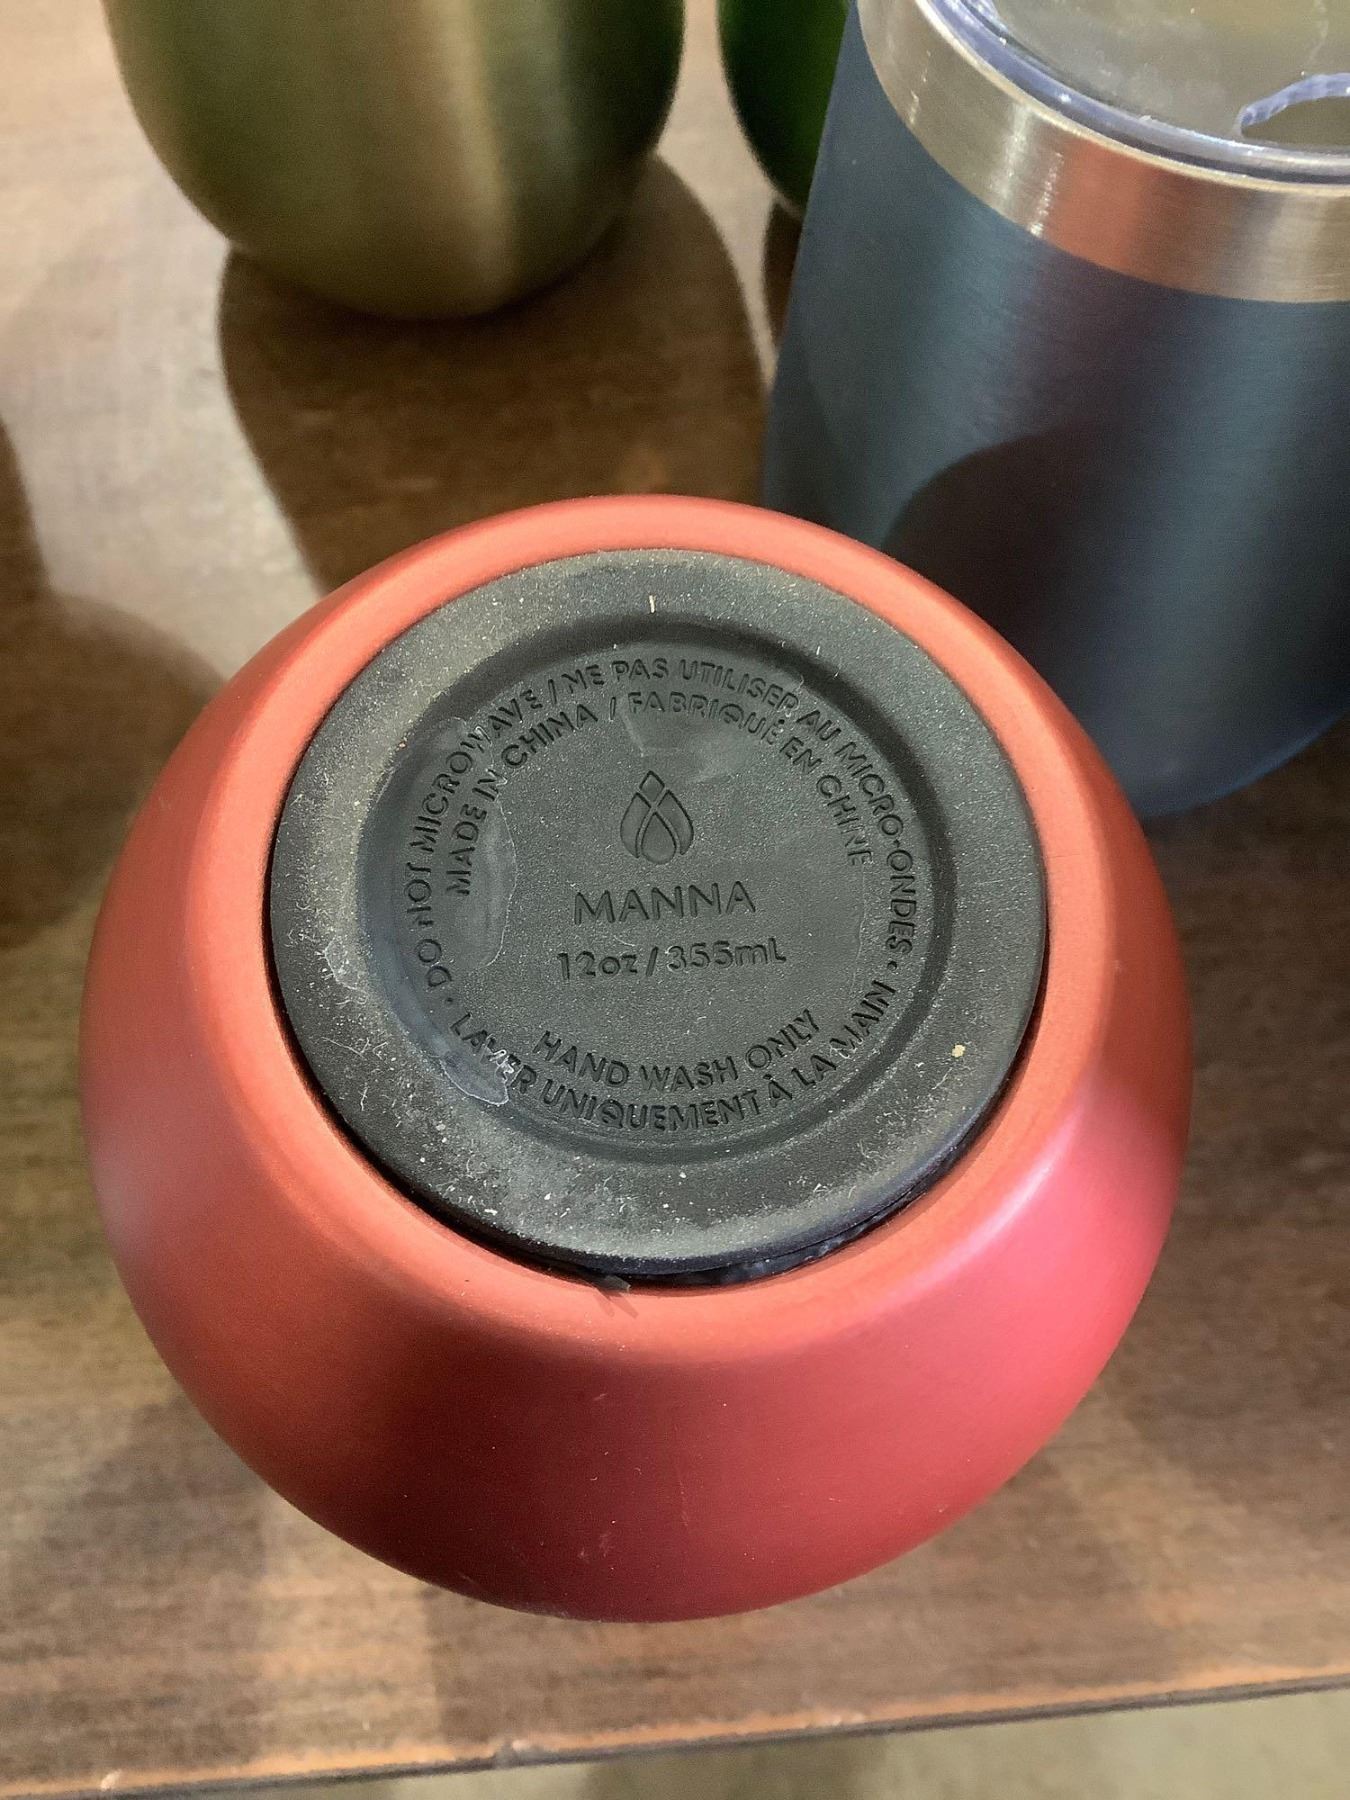 DO NOT MICROWAVE / NE PAS UTILISER AU MICRO-ONDES •
MADE IN CHINA / FABRIQUÉ EN CHINE
MANNA
12oz / 355mL
HAND WASH ONLY
• LAVER UNIQUEMENT À LA MAIN